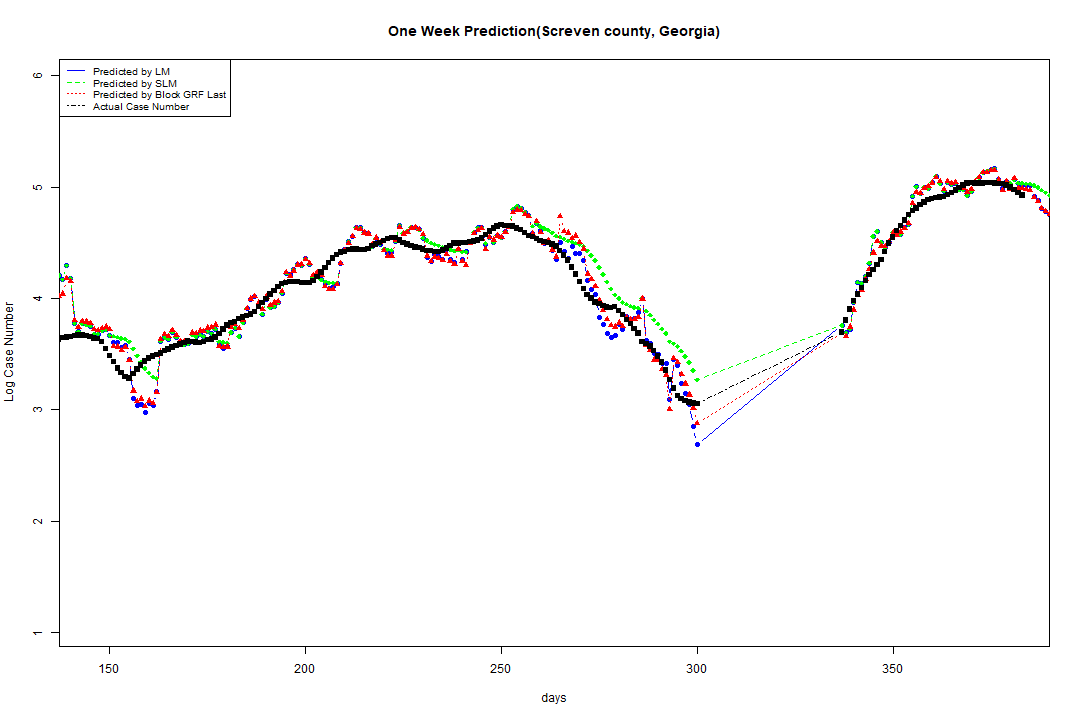 One Week Prediction(Screven county, Georgia)
Predicted by LM
Predicted by SLM
Predicted by Block GRF Last
Actual Case Number
6
5
4
3
2
1
Log Case Number
150 200 250 300 350
days